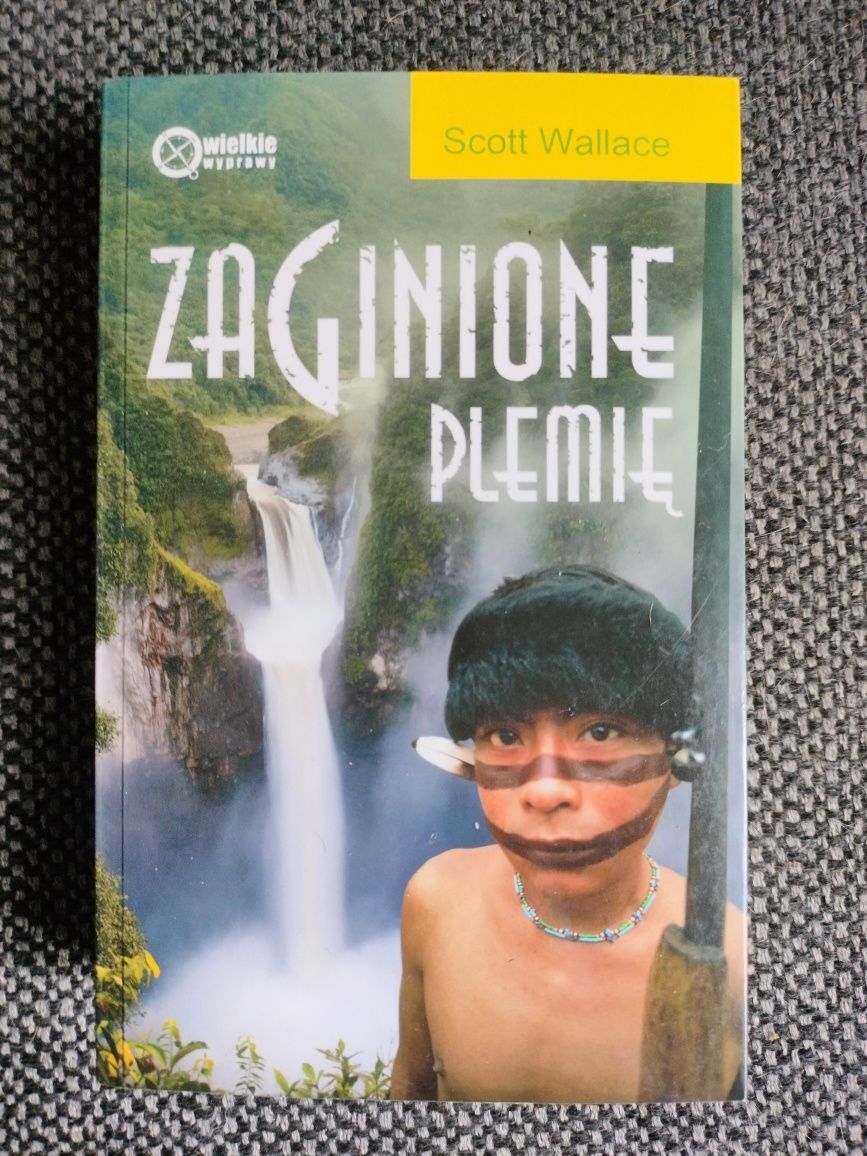 wielkie
wyprawy
Scott Wallace
ZAGINIONE
PLEMIĘ